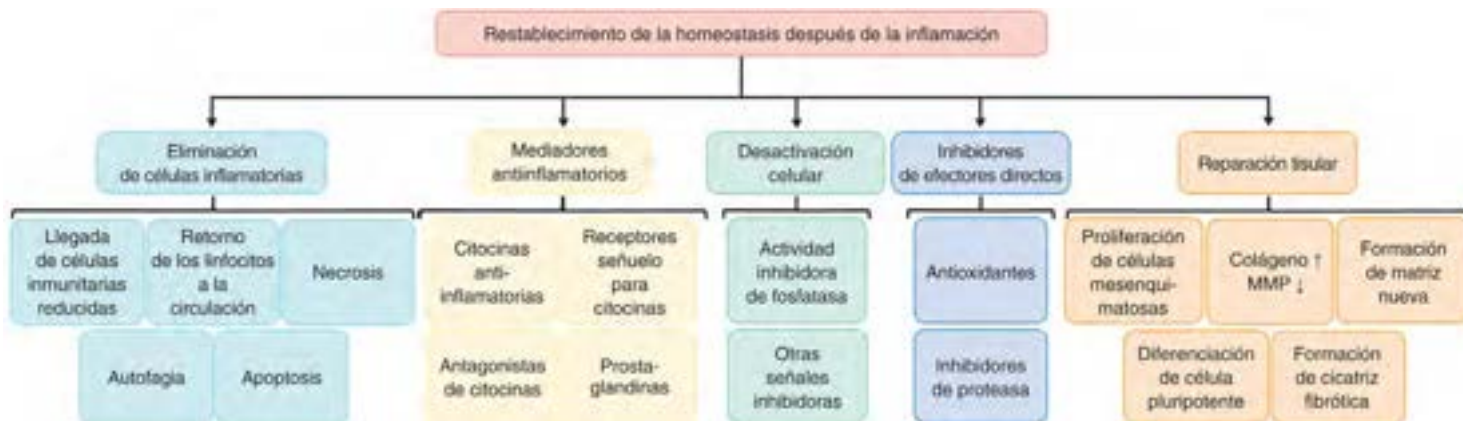 Restablecimiento de la homeostasis después de la inflamación
Eliminación
de células inflamatorias
Mediadores
antiinflamatorios
Desactivación
celular
Inhibidores
de efectores directos
Reparación tisular
Llegada
de células
inmunitarias
reducidas
Retorno
de los linfocitos
a la
circulación
Necrosis
Autofagia
Apoptosis
Citocinas
anti-
inflamatorias
Receptores
señuelo
para
citocinas
Antagonistas
de citocinas
Prosta-
glandinas
Actividad
inhibidora
de fosfatasa
Otras
señales
inhibidoras
Antioxidantes
Inhibidores
de proteasa
Proliferación
de células
mesenqui-
matosas
Colágeno ↑
MMP ↓
Formación
de matriz
nueva
Diferenciación
de célula
pluripotente
Formación
de cicatriz
fibrótica